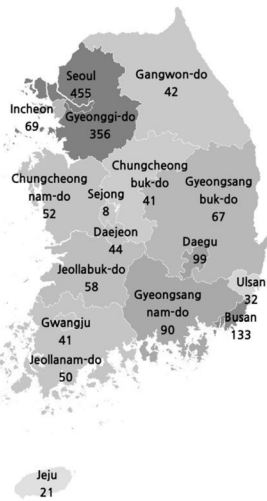 Seoul
455
Gangwon-do
42
Incheon
69
Gyeonggi-do
356
Chungcheong
nam-do
52
Sejong
8
Chungcheong
buk-do
41
Gyeongsang
buk-do
67
Daejeon
44
Daegu
99
Jeollabuk-do
58
Gyeongsang
nam-do
90
Ulsan
32
Busan
133
Gwangju
41
Jeollanam-do
50
Jeju
21